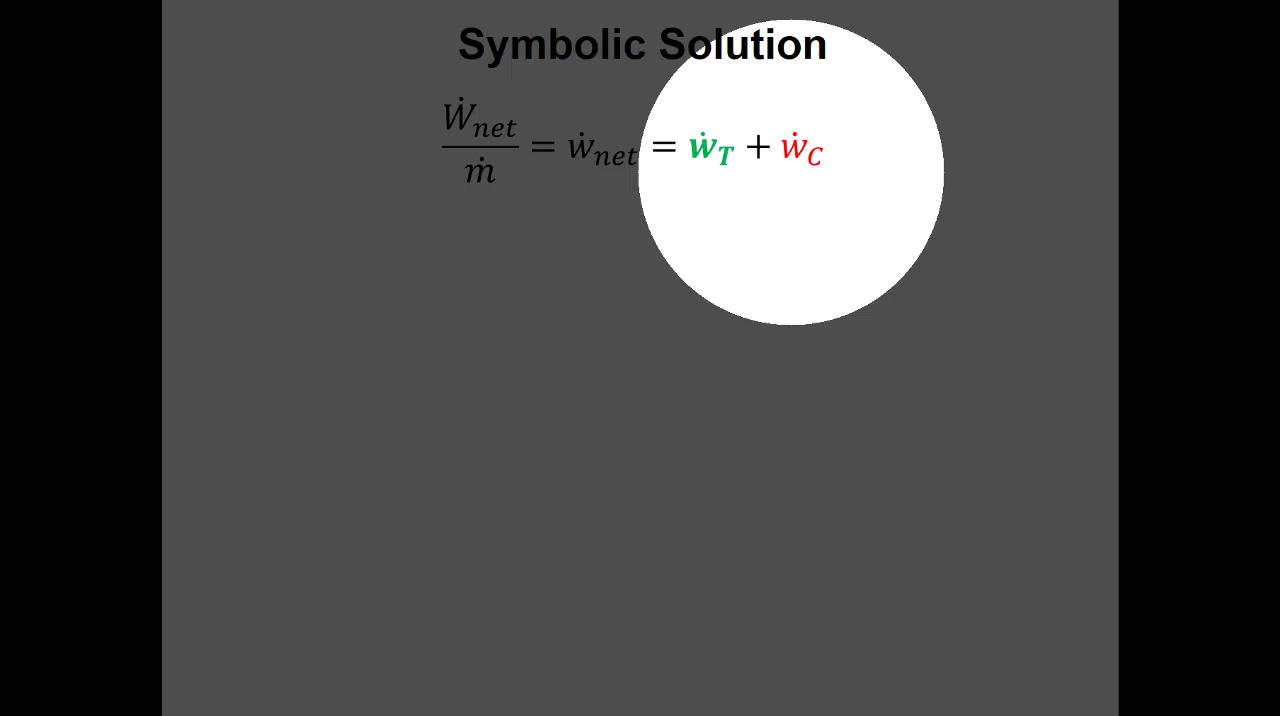 Symbolic Solution
Ẇ_net / ṁ = ẇ_net = ẇ_T + ẇ_C